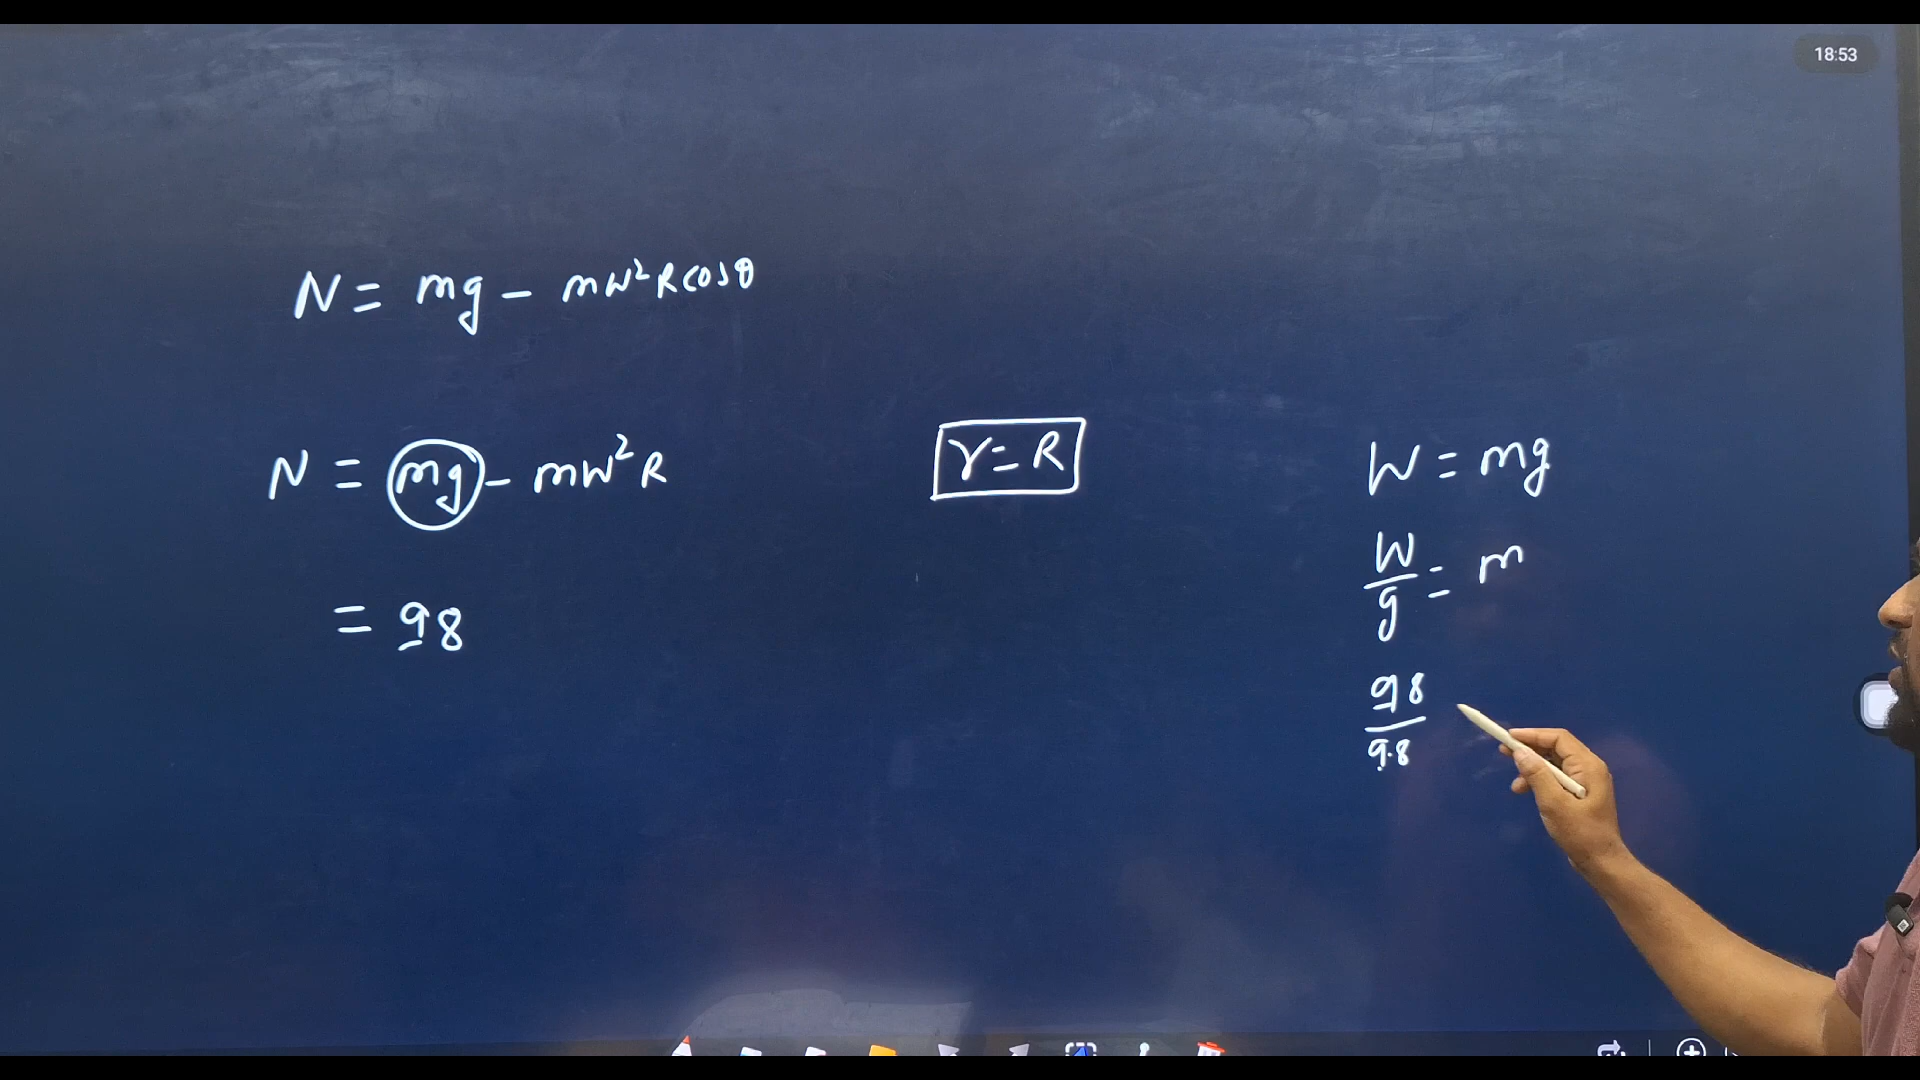 18:53
N = mg - mw²Rcosθ
N = mg - mw²R
r = R
W = mg
W/g = m
= 98
98/9.8